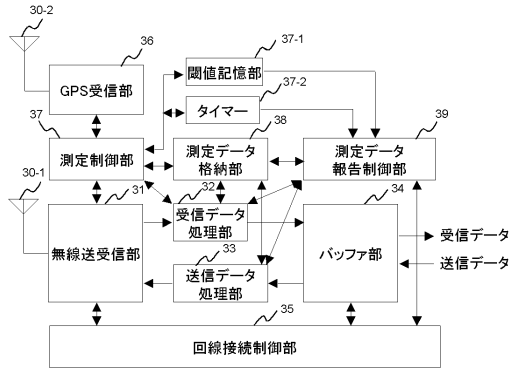 30-2
36
37-1
GPS受信部
閾値記憶部
37-2
タイマー
37
38
39
測定制御部
測定データ
格納部
測定データ
報告制御部
30-1
31
32
34
無線送受信部
受信データ
処理部
バッファ部
受信データ
送信データ
33
送信データ
処理部
35
回線接続制御部